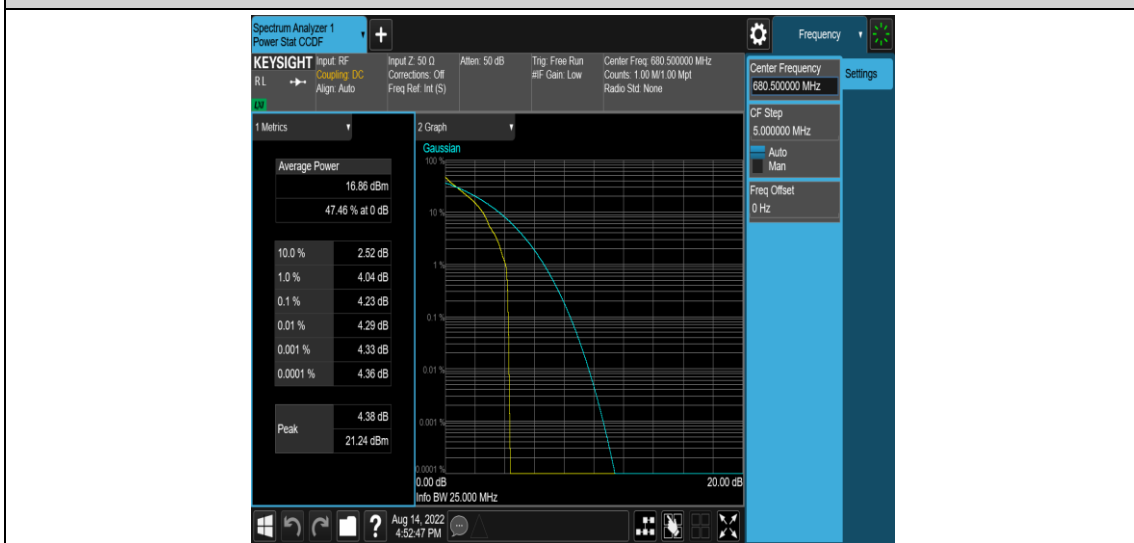 Spectrum Analyzer 1
Power Stat CCDF
+
Frequency
KEYSIGHT
RL
LXI
Input: RF
Coupling: DC
Align: Auto
Input Z: 50 Ω
Corrections: Off
Freq Ref: Int (S)
Atten: 50 dB
Trig: Free Run
#IF Gain: Low
Center Freq: 680.500000 MHz
Counts: 1.00 M/1.00 Mpt
Radio Std: None
Center Frequency
680.500000 MHz
Settings
CF Step
5.000000 MHz
Auto
Man
Freq Offset
0 Hz
1 Metrics
Average Power
16.86 dBm
47.46 % at 0 dB
10.0 % 2.52 dB
1.0 % 4.04 dB
0.1 % 4.23 dB
0.01 % 4.29 dB
0.001 % 4.33 dB
0.0001 % 4.36 dB
Peak
4.38 dB
21.24 dBm
2 Graph
Gaussian
100 %
10 %
1 %
0.1 %
0.01 %
0.001 %
0.0001 %
0.00 dB 20.00 dB
Info BW 25.000 MHz
?
Aug 14, 2022
4:52:47 PM